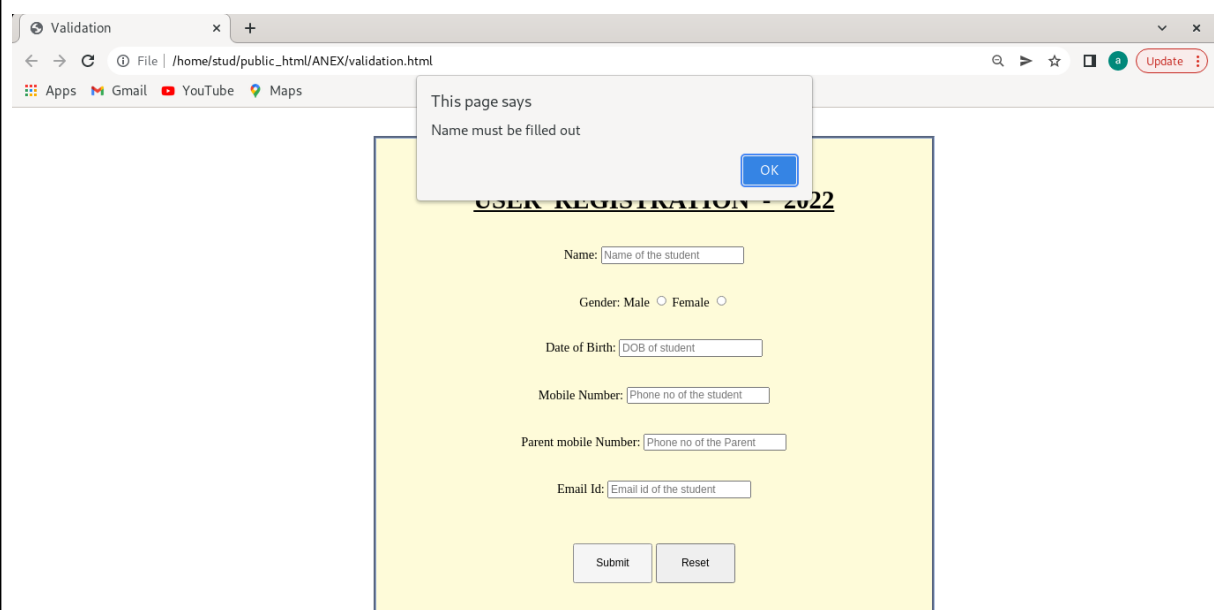 Validation
File | /home/stud/public_html/ANEX/validation.html
a
Update
Apps Gmail YouTube Maps
This page says
Name must be filled out
OK
USER REGISTRATION - 2022
Name: Name of the student
Gender: Male Female
Date of Birth: DOB of student
Mobile Number: Phone no of the student
Parent mobile Number: Phone no of the Parent
Email Id: Email id of the student
Submit Reset